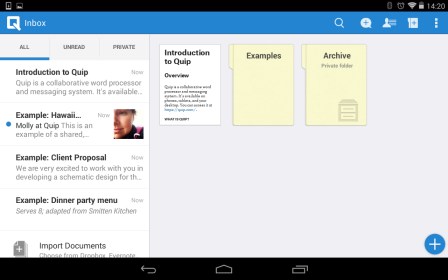 14:20
Inbox
ALL UNREAD PRIVATE
Introduction to Quip Now
Quip is a collaborative word processor
and messaging system. It's available...
Example: Hawaii... Now
Molly at Quip This is an
example of a shared,...
Example: Client Proposal Now
We are very excited to work with you in
developing a schematic design for th...
Example: Dinner party menu Now
Serves 8, adapted from Smitten Kitchen
Import Documents
Choose from Dropbox, Evernote,
Introduction
to Quip
Overview
Quip is a collaborative word
processor and messaging
system. It's available on
phones, tablets, and your
desktop. You can access it at
https://quip.com/.
Examples
Archive
Private folder